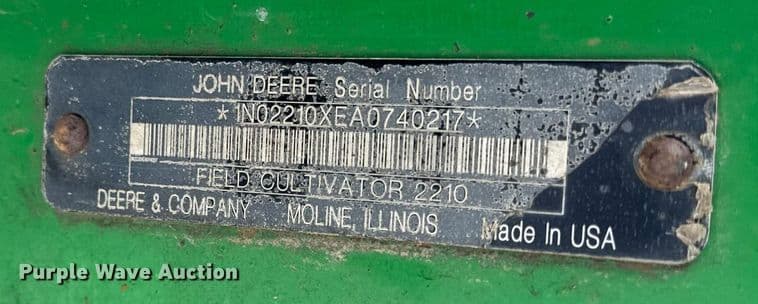 JOHN DEERE Serial Number
*1N02210XEA0740217*
FIELD CULTIVATOR 2210
DEERE & COMPANY MOLINE, ILLINOIS Made In USA
Purple Wave Auction